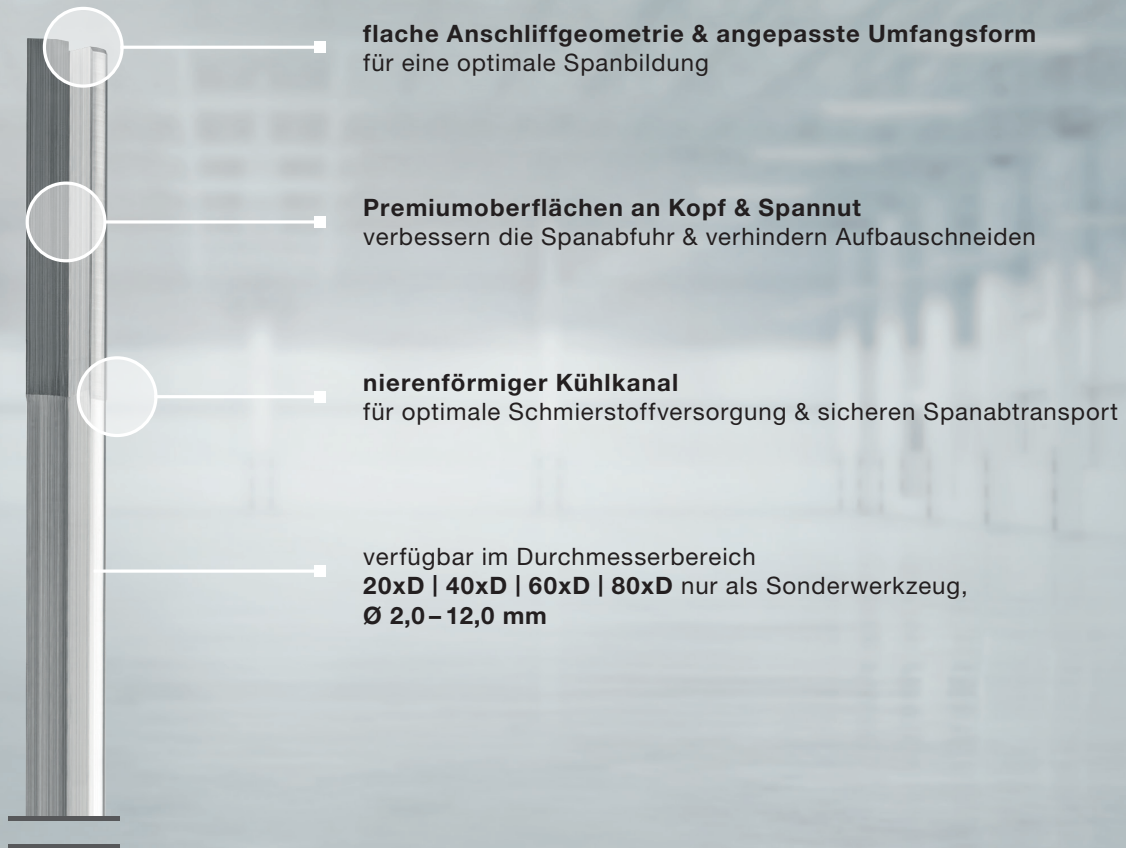 flache Anschliffgeometrie & angepasste Umfangsform
für eine optimale Spanbildung
Premiumoberflächen an Kopf & Spannut
verbessern die Spanabfuhr & verhindern Aufbauschneiden
nierenförmiger Kühlkanal
für optimale Schmierstoffversorgung & sicheren Spanabtransport
verfügbar im Durchmesserbereich
20xD | 40xD | 60xD | 80xD nur als Sonderwerkzeug,
Ø 2,0 – 12,0 mm